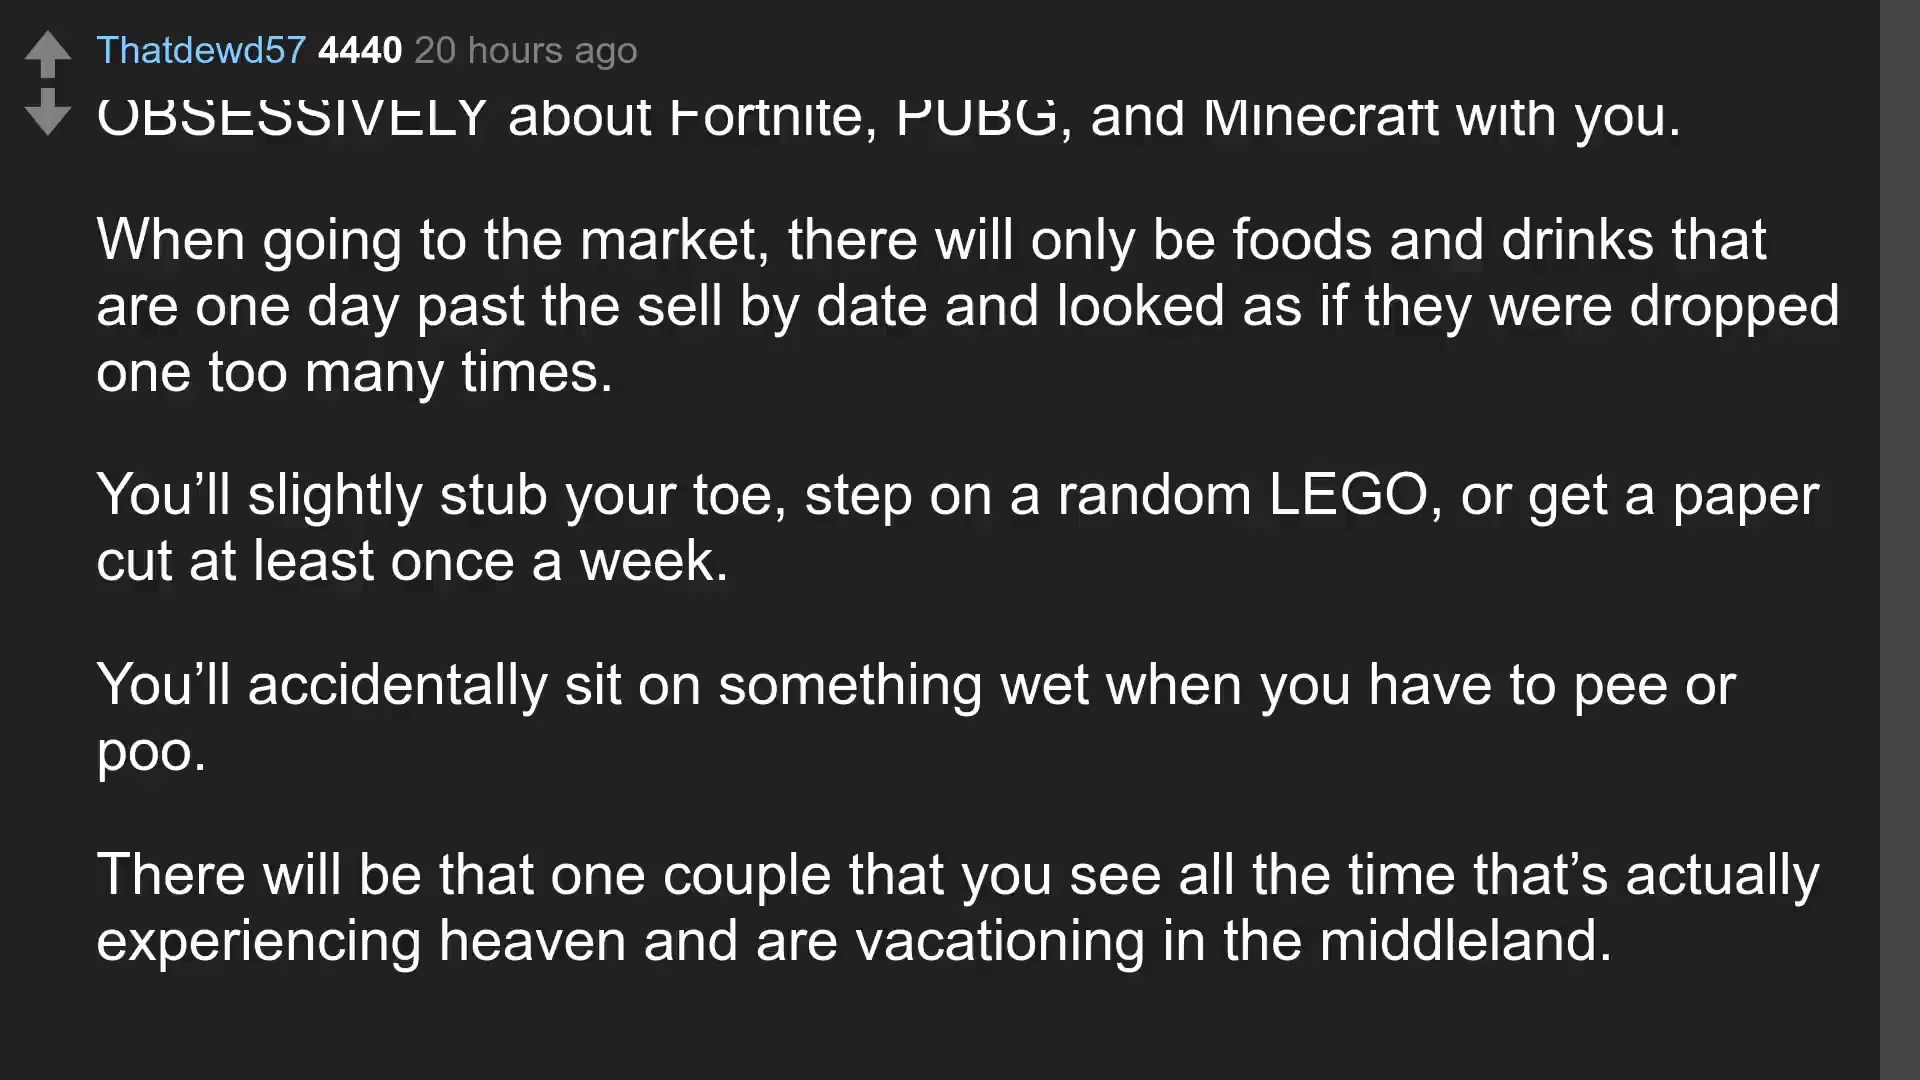 Thatdewd57 4440 20 hours ago
OBSESSIVELY about Fortnite, PUBG, and Minecraft with you.
When going to the market, there will only be foods and drinks that
are one day past the sell by date and looked as if they were dropped
one too many times.
You’ll slightly stub your toe, step on a random LEGO, or get a paper
cut at least once a week.
You’ll accidentally sit on something wet when you have to pee or
poo.
There will be that one couple that you see all the time that’s actually
experiencing heaven and are vacationing in the middleland.